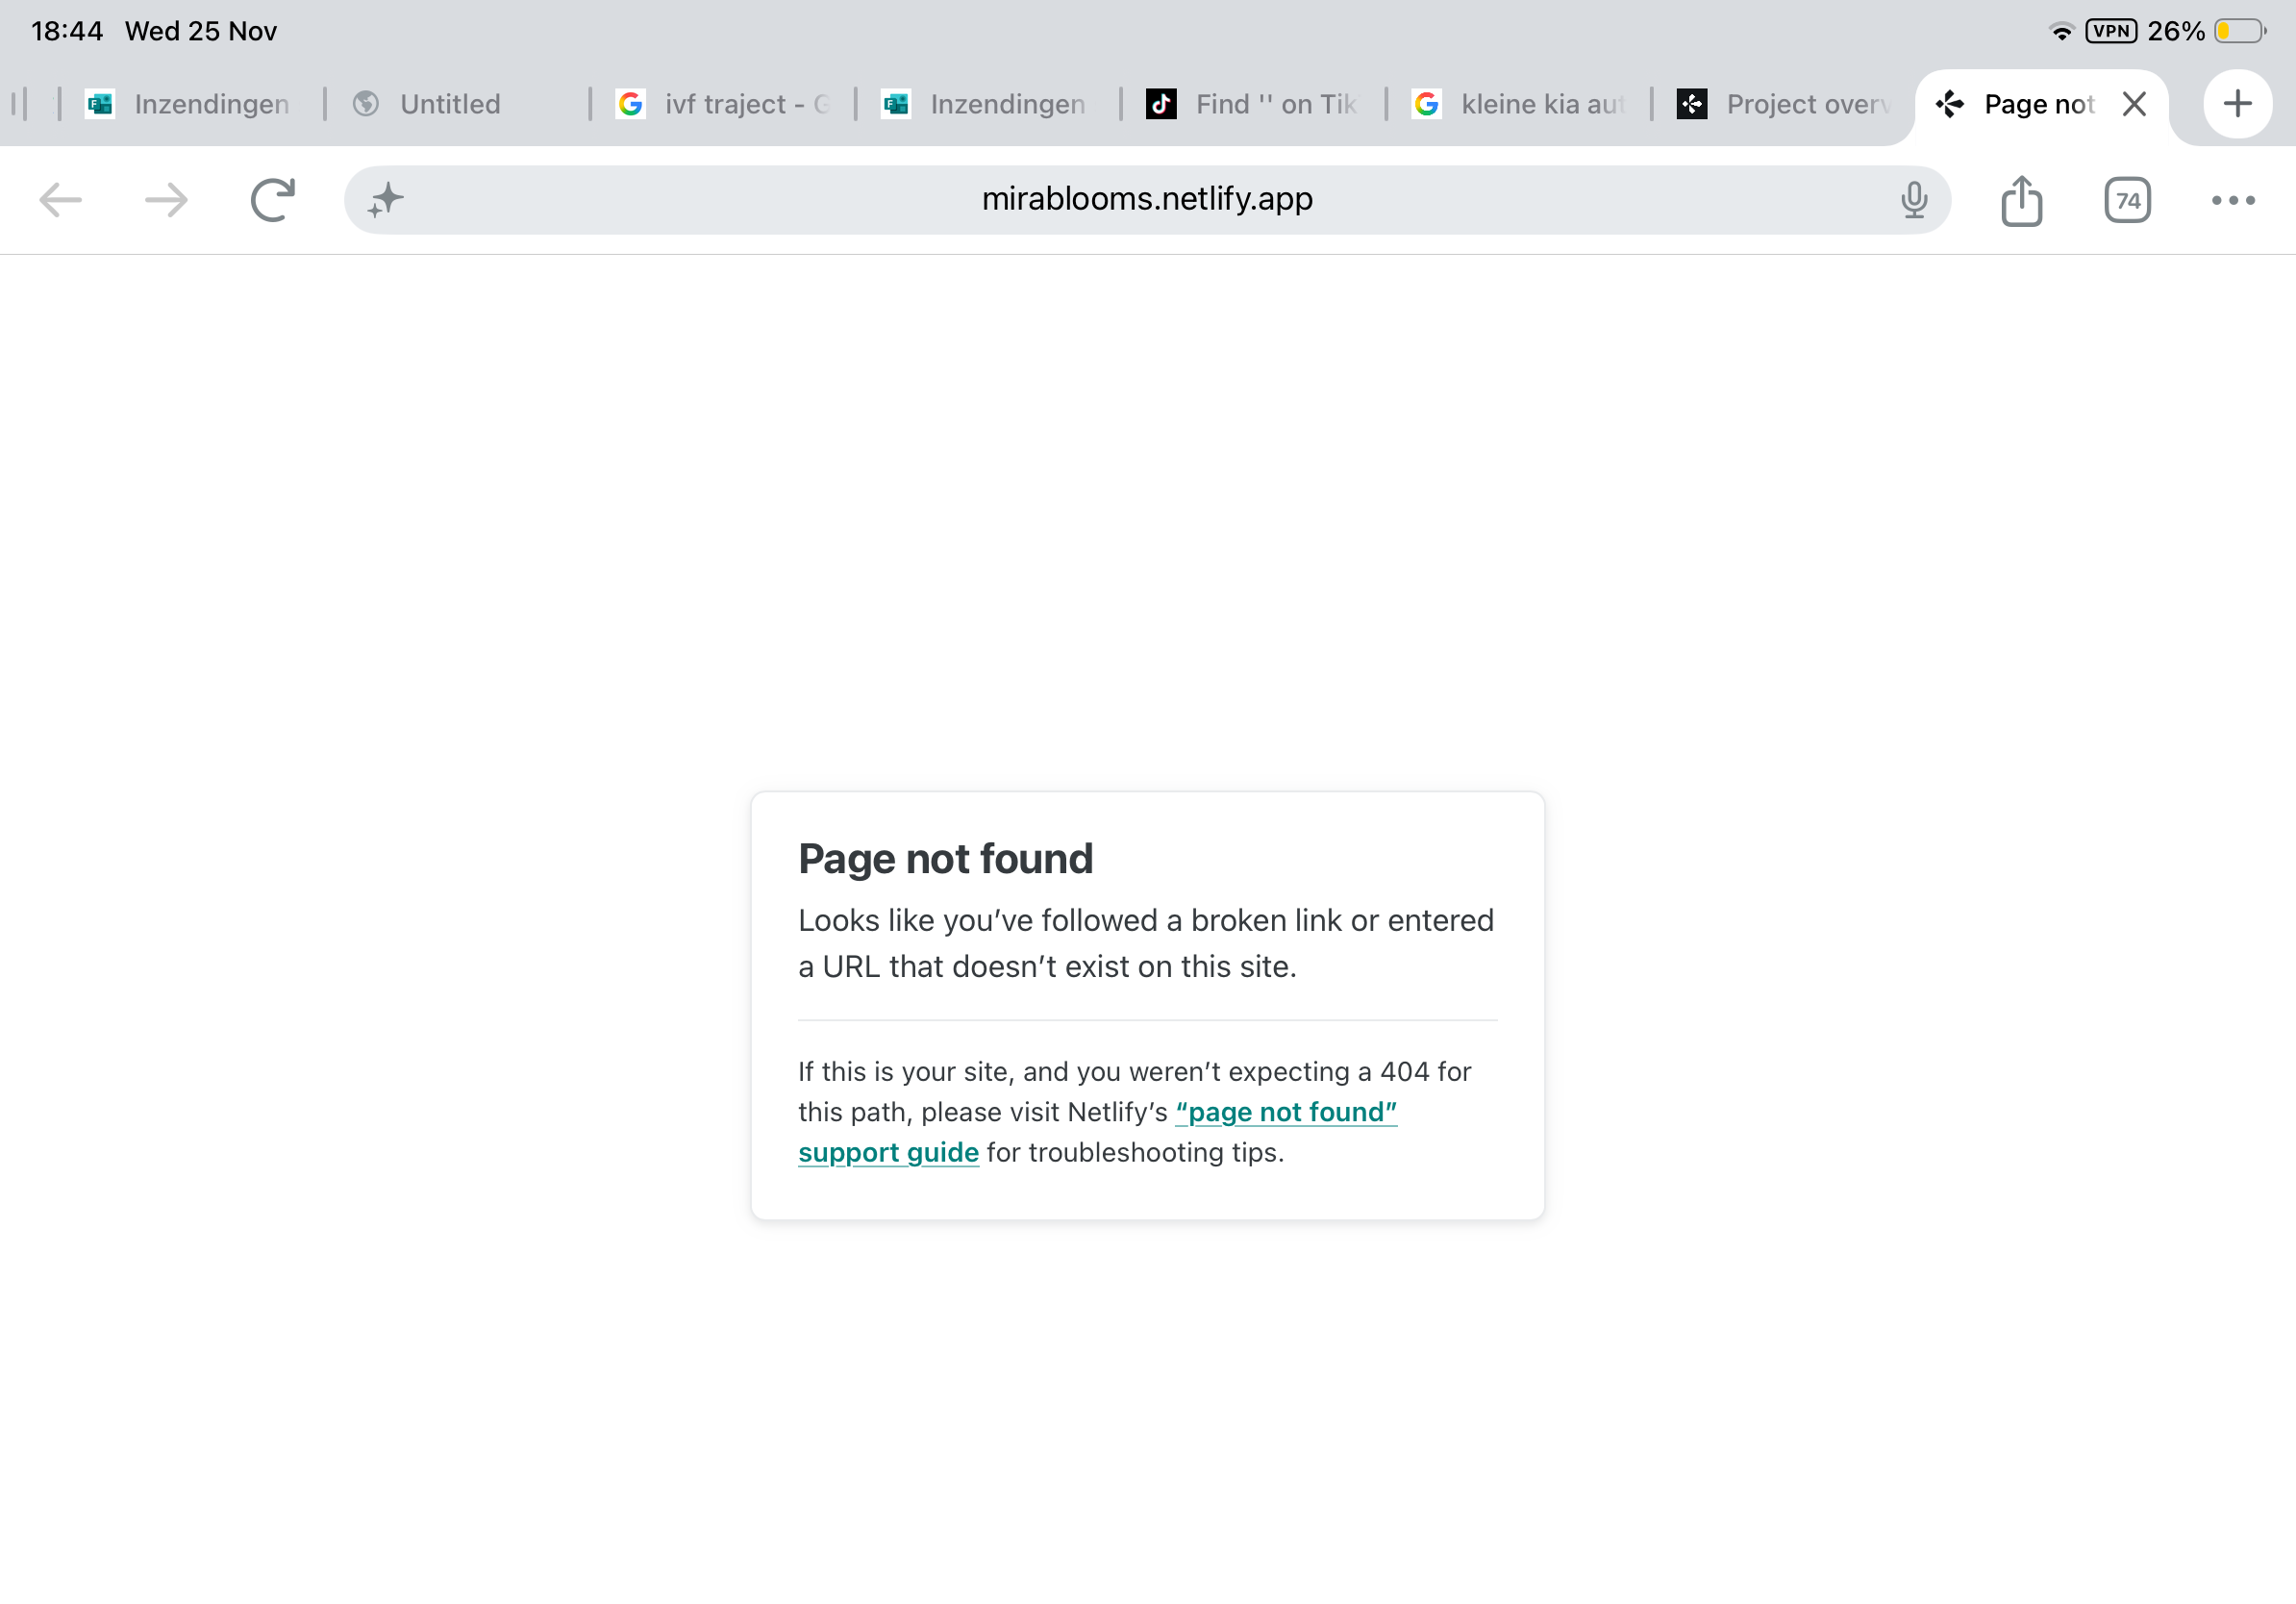 18:44 Wed 25 Nov
VPN 26%
Inzendingen
Untitled
ivf traject - G
Inzendingen
Find '' on Tik
kleine kia aut
Project overv
Page not
mirablooms.netlify.app
74
Page not found
Looks like you’ve followed a broken link or entered
a URL that doesn’t exist on this site.
If this is your site, and you weren’t expecting a 404 for
this path, please visit Netlify’s “page not found”
support guide for troubleshooting tips.